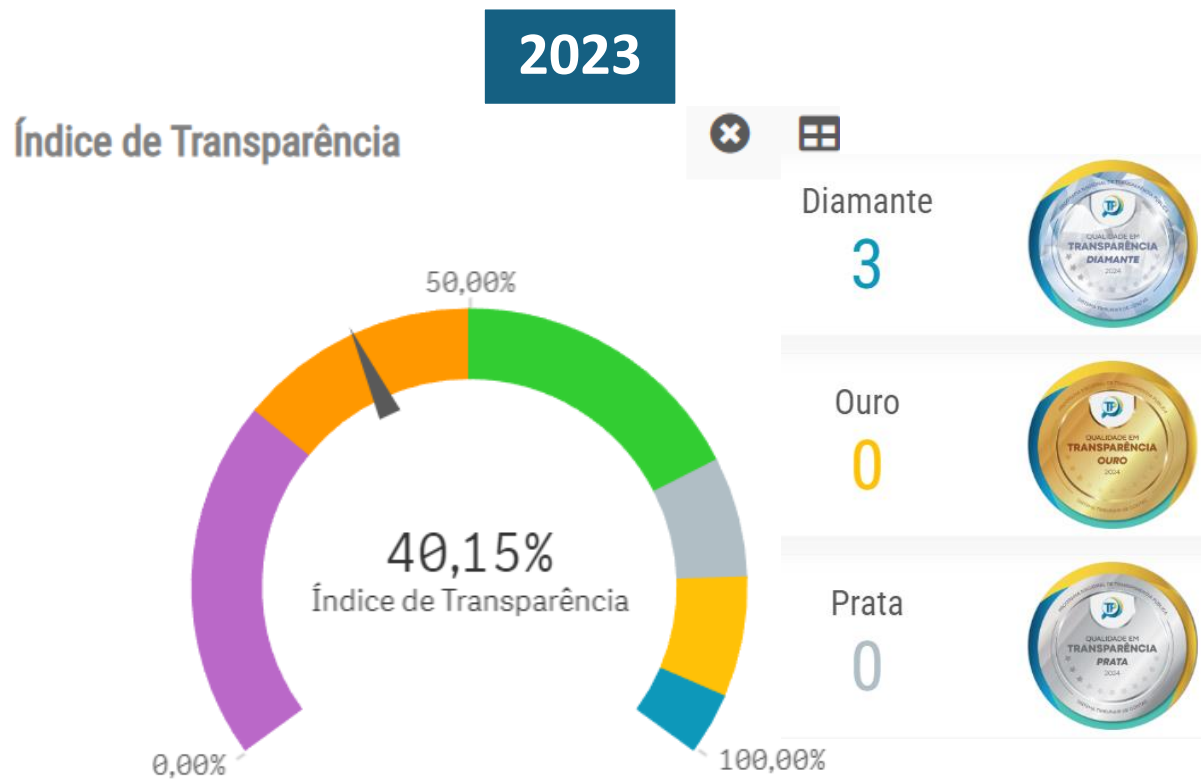 2023
Índice de Transparência
Diamante
3
QUALIDADE EM
TRANSPARÊNCIA
DIAMANTE
2024
50,00%
Ouro
0
QUALIDADE EM
TRANSPARÊNCIA
OURO
2024
40,15%
Índice de Transparência
Prata
0
QUALIDADE EM
TRANSPARÊNCIA
PRATA
2024
0,00%
100,00%